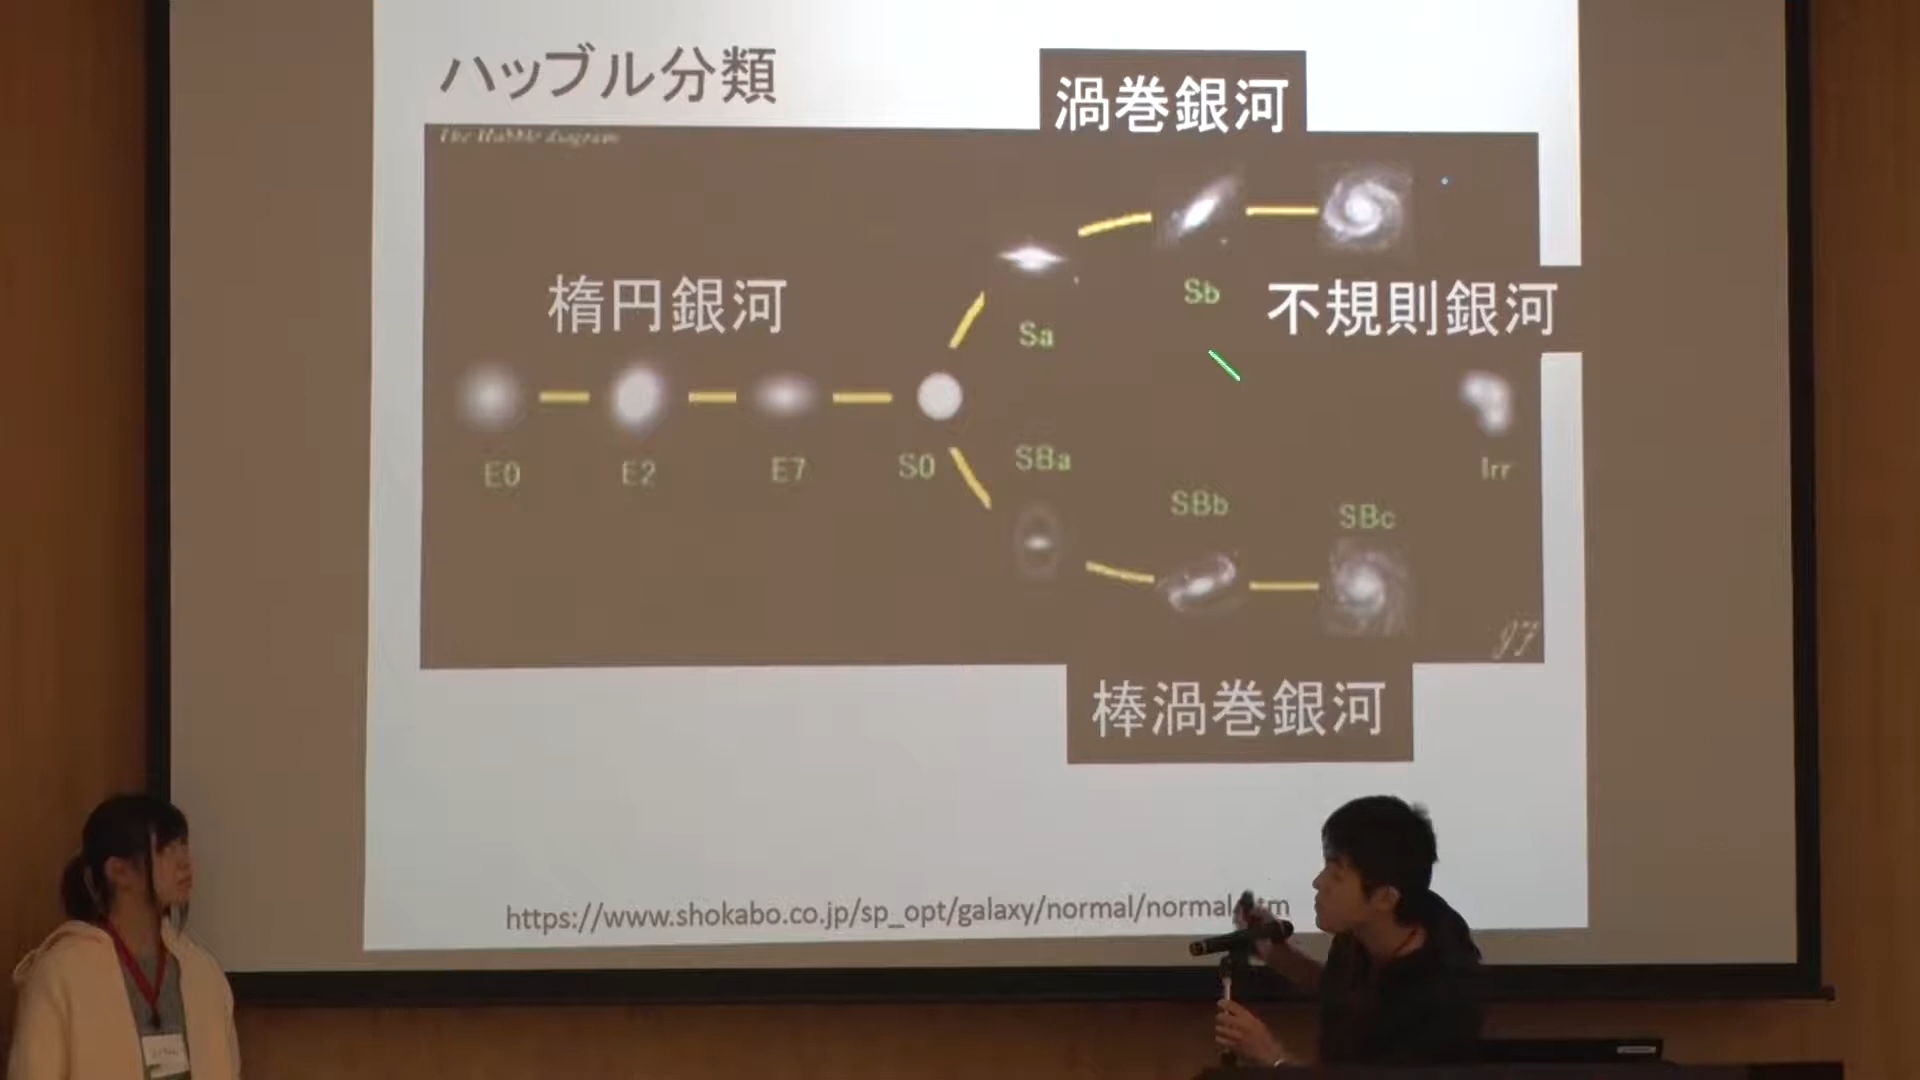 ハッブル分類
渦巻銀河
The Hubble diagram
楕円銀河
Sb
不規則銀河
Sa
E0
E2
E7
S0
SBa
Irr
SBb
SBc
JF
棒渦巻銀河
https://www.shokabo.co.jp/sp_opt/galaxy/normal/normal.